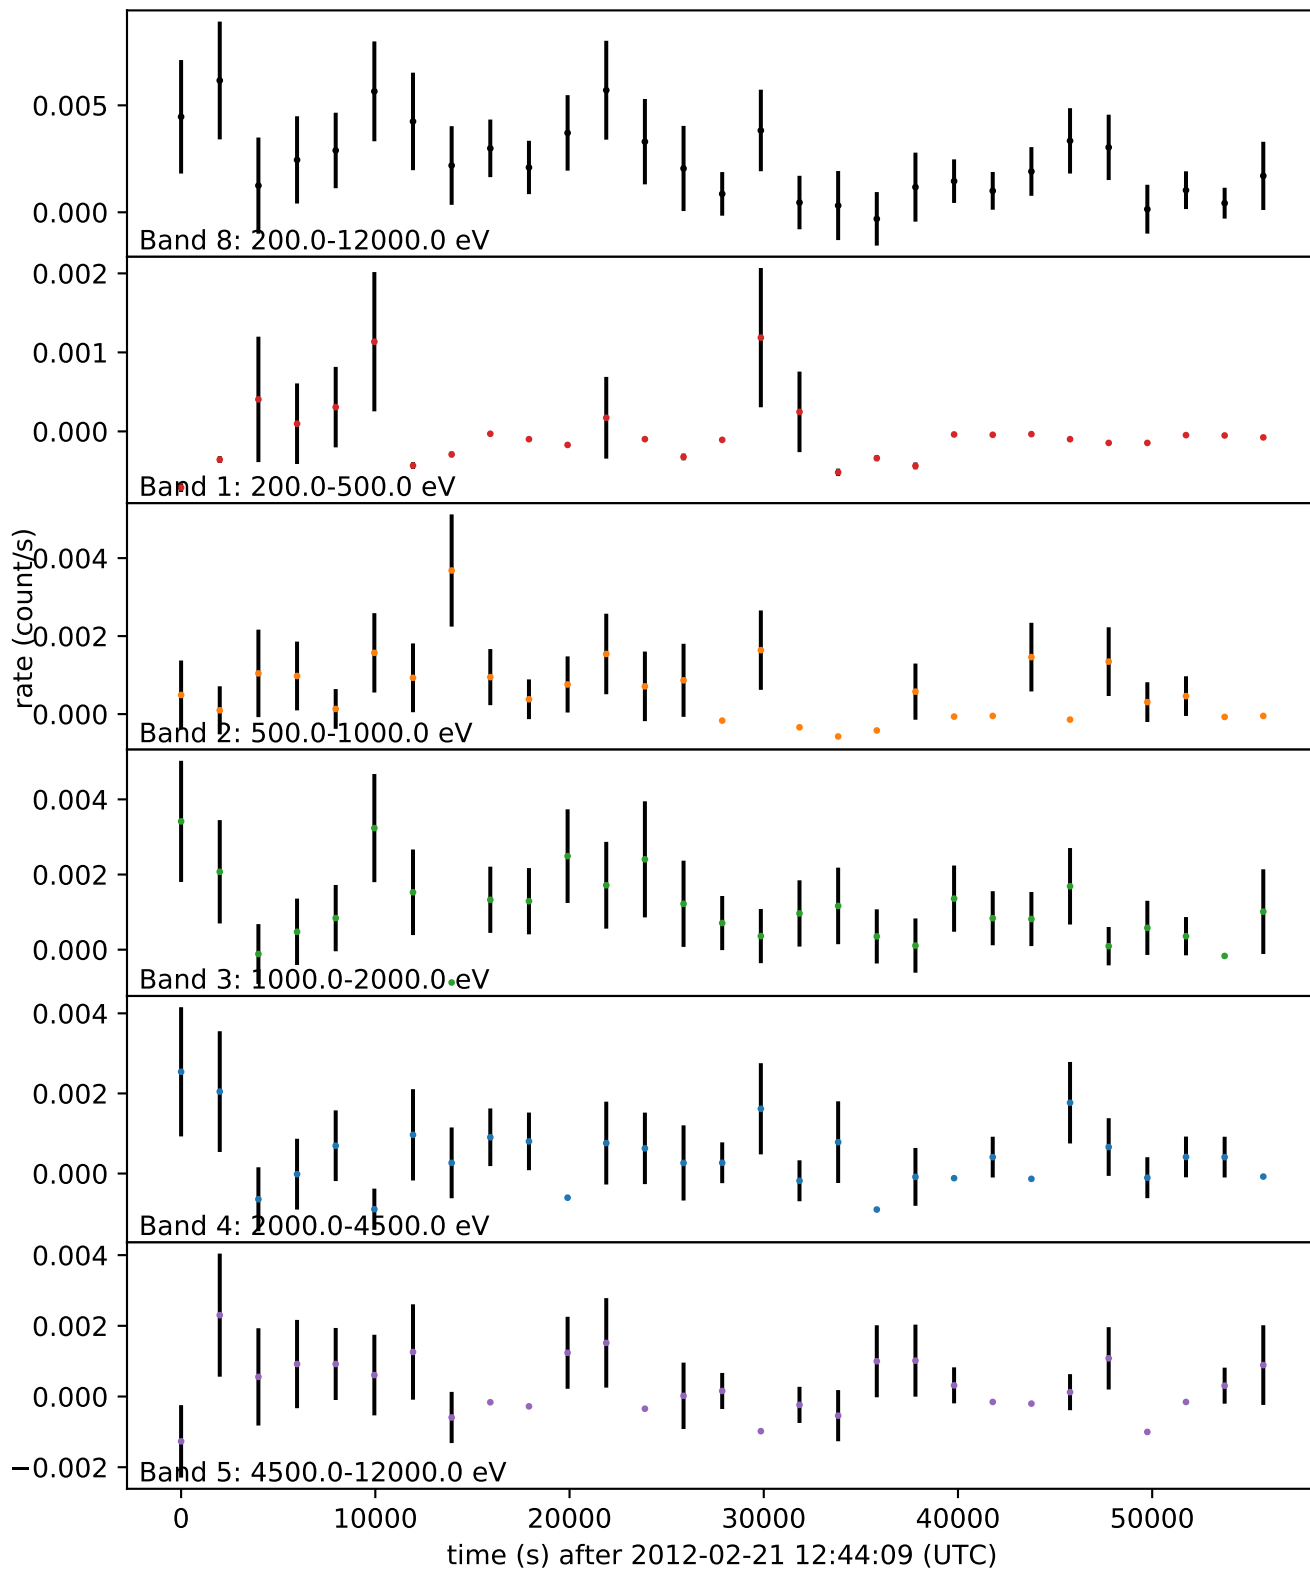 0.005
0.000
Band 8: 200.0-12000.0 eV
0.002
0.001
0.000
Band 1: 200.0-500.0 eV
rate (count/s)
0.004
0.002
0.000
Band 2: 500.0-1000.0 eV
0.004
0.002
0.000
Band 3: 1000.0-2000.0 eV
0.004
0.002
0.000
Band 4: 2000.0-4500.0 eV
0.004
0.002
0.000
−0.002
Band 5: 4500.0-12000.0 eV
0 10000 20000 30000 40000 50000
time (s) after 2012-02-21 12:44:09 (UTC)